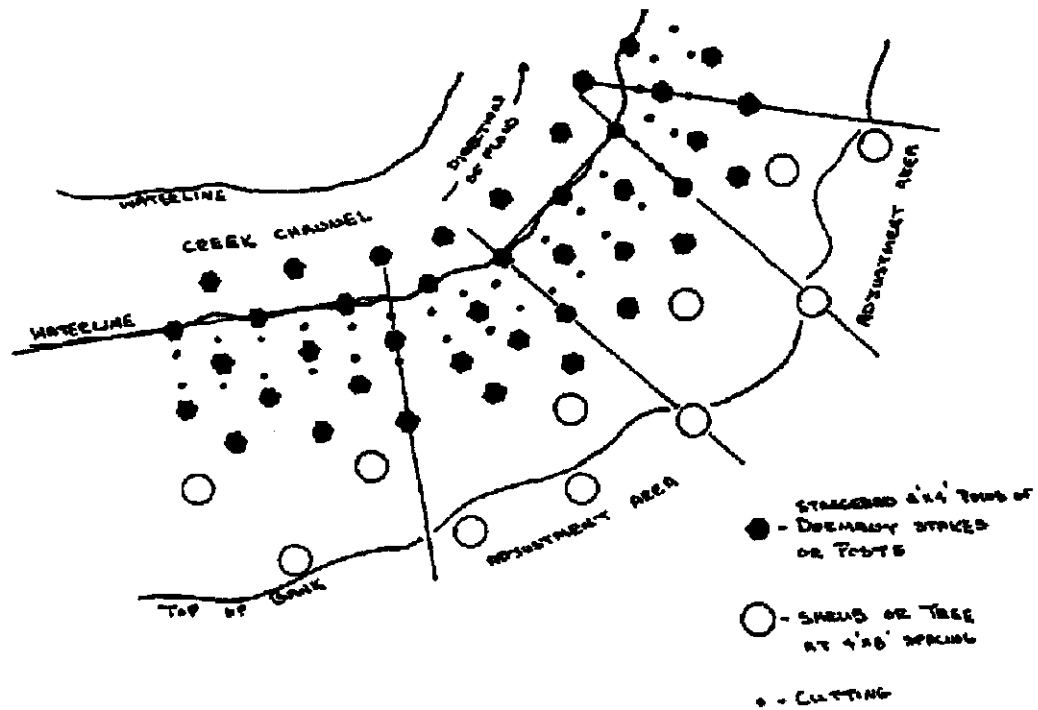 DIRECTION
OF FLOW
WATERLINE
CREEK CHANNEL
WATERLINE
ADJUSTMENT AREA
ADJUSTMENT AREA
TOP OF BANK
STAGGERED 2'x4' ROWS OF
- DORMANT STAKES
OR POSTS
- SHRUB OR TREE
AT 4'x8' SPACING
- CUTTING